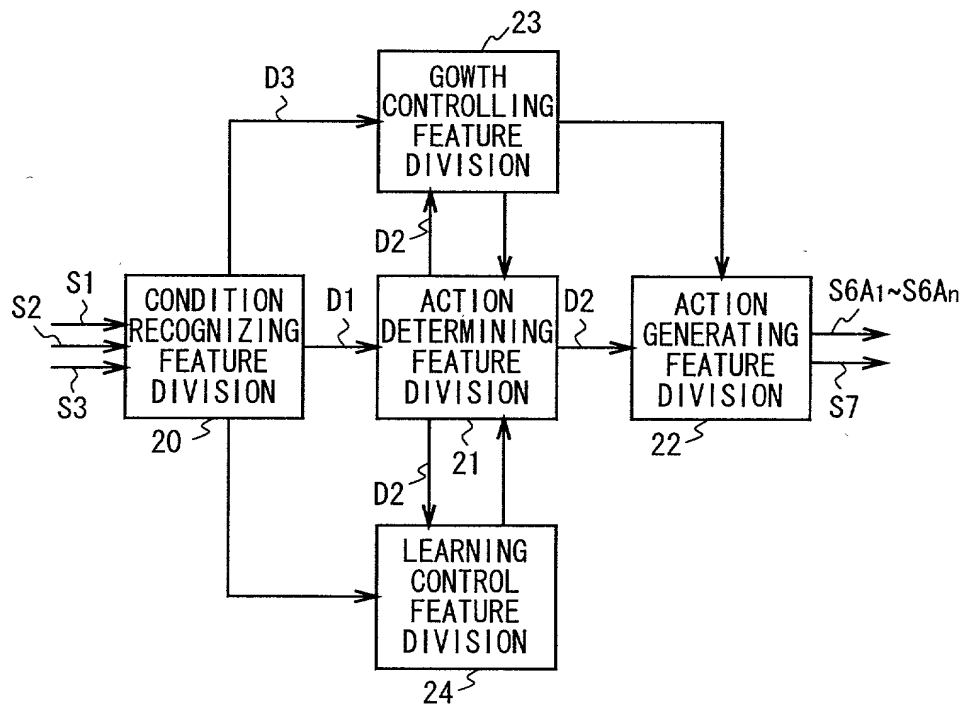 23
GOWTH
CONTROLLING
FEATURE
DIVISION
D3
D2
S1
S2
S3
CONDITION
RECOGNIZING
FEATURE
DIVISION
20
D1
ACTION
DETERMINING
FEATURE
DIVISION
21
D2
ACTION
GENERATING
FEATURE
DIVISION
22
S6A1~S6An
S7
D2
LEARNING
CONTROL
FEATURE
DIVISION
24